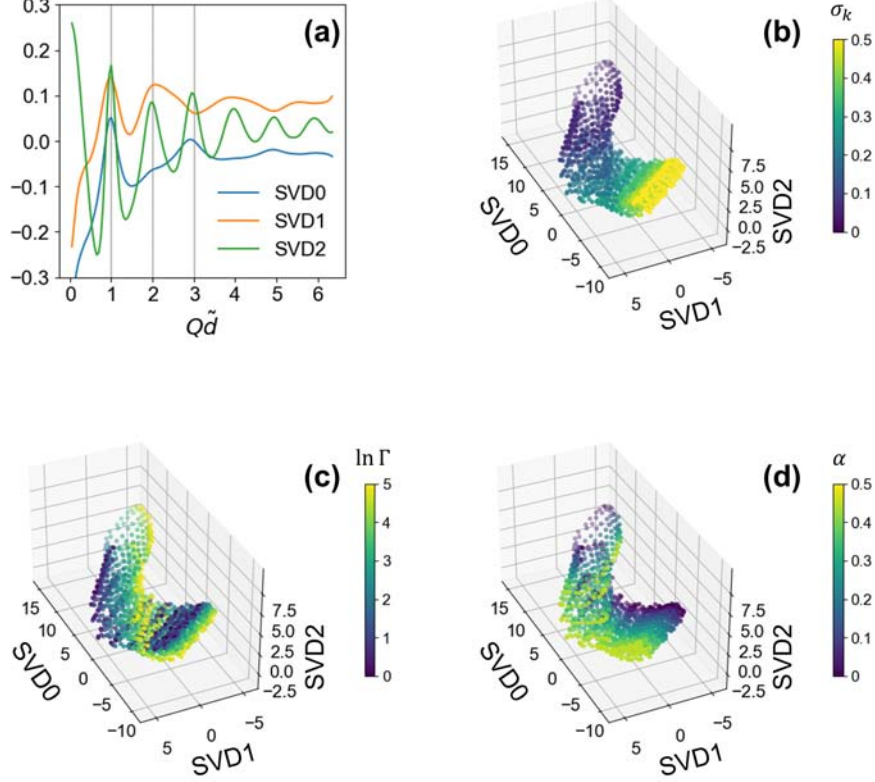 (a)
0.3
0.2
0.1
0.0
−0.1
−0.2
−0.3
SVD0
SVD1
SVD2
0 1 2 3 4 5 6
Qd̃
(b)
σk
0.5
0.4
0.3
0.2
0.1
0
15
10
5
0
−5
−10
SVD0
5 0 −5
SVD1
7.5
5.0
2.5
0.0
−2.5
SVD2
(c)
ln Γ
5
4
3
2
1
0
15
10
5
0
−5
−10
SVD0
5 0 −5
SVD1
7.5
5.0
2.5
0.0
−2.5
SVD2
(d)
α
0.5
0.4
0.3
0.2
0.1
0
15
10
5
0
−5
−10
SVD0
5 0 −5
SVD1
7.5
5.0
2.5
0.0
−2.5
SVD2